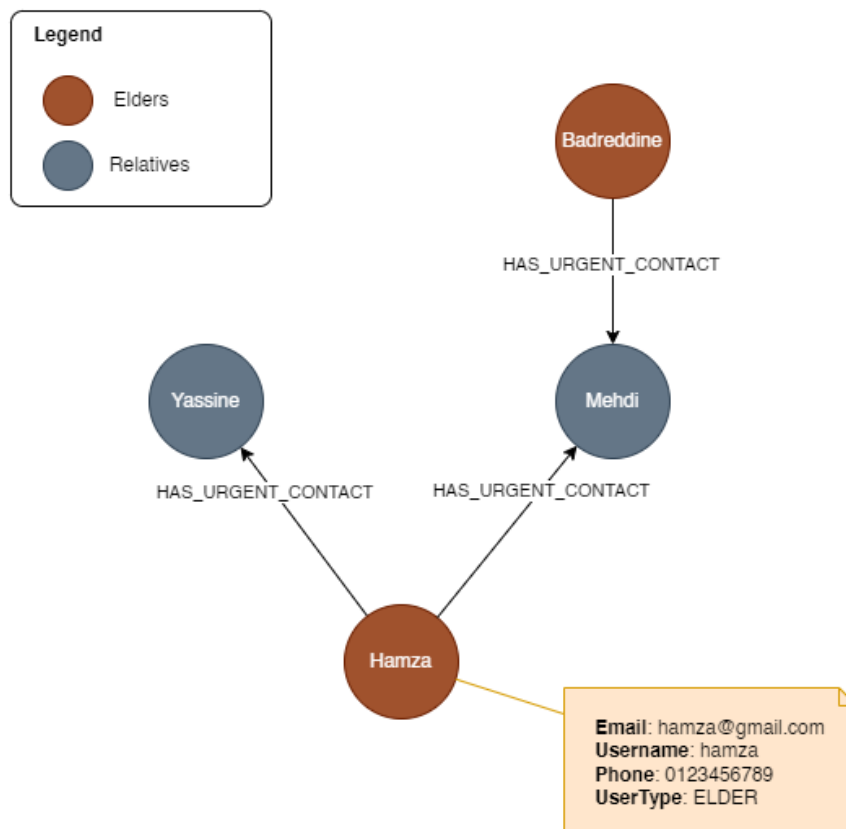 Legend
Elders
Relatives
Badreddine
HAS_URGENT_CONTACT
Yassine
Mehdi
HAS_URGENT_CONTACT
HAS_URGENT_CONTACT
Hamza
Email: hamza@gmail.com
Username: hamza
Phone: 0123456789
UserType: ELDER